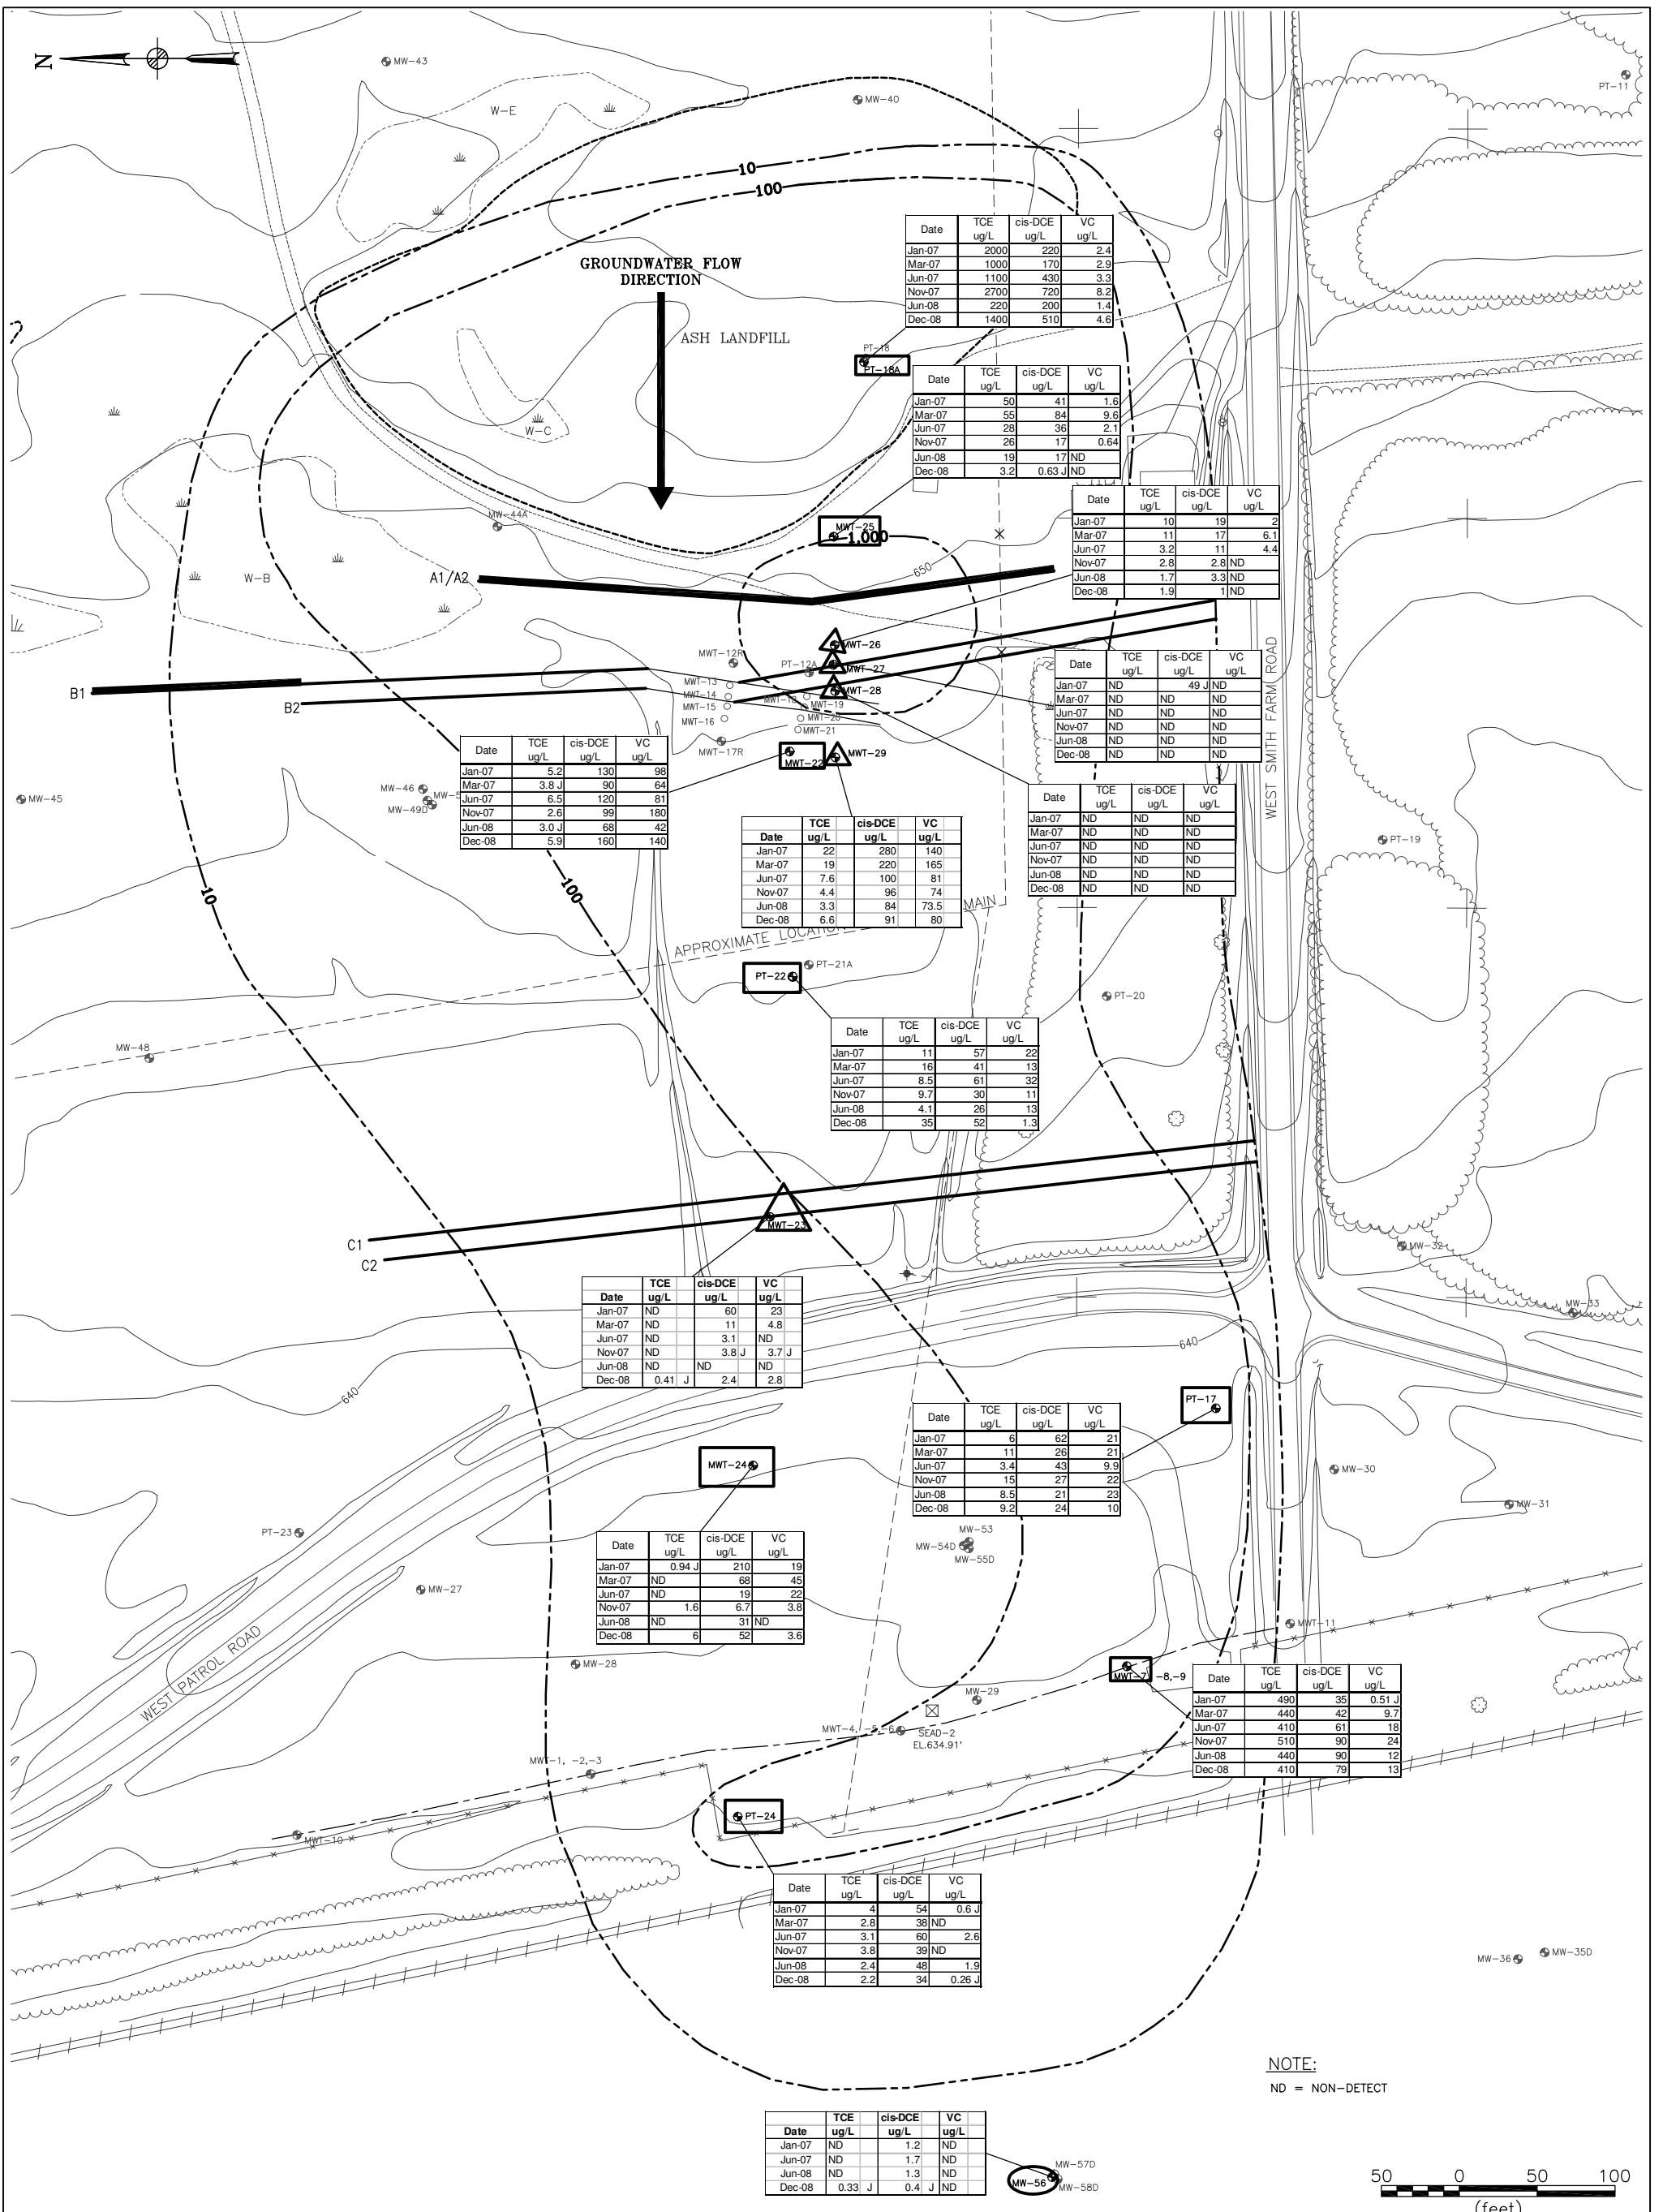 N
MW-43
MW-40
PT-11
W-E
10
100
GROUNDWATER FLOW
DIRECTION
ASH LANDFILL
Date TCE ug/L cis-DCE ug/L VC ug/L
Jan-07 2000 220 2.4
Mar-07 1000 170 2.9
Jun-07 1100 430 3.3
Nov-07 2700 720 8.2
Jun-08 220 200 1.4
Dec-08 1400 510 4.6
PT-18
PT-18A
Date TCE ug/L cis-DCE ug/L VC ug/L
Jan-07 50 41 1.6
Mar-07 55 84 9.6
Jun-07 28 36 2.1
Nov-07 26 17 0.64
Jun-08 19 17 ND
Dec-08 3.2 0.63 J ND
W-C
MW-44A
MWT-25
1,000
650
W-B
A1/A2
Date TCE ug/L cis-DCE ug/L VC ug/L
Jan-07 10 19 2
Mar-07 11 17 6.1
Jun-07 3.2 11 4.4
Nov-07 2.8 2.8 ND
Jun-08 1.7 3.3 ND
Dec-08 1.9 1 ND
MWT-26
MWT-12R
PT-12A
MWT-27
MWT-13
MWT-28
MWT-14
MWT-15
MWT-19
MWT-16
MWT-20
MWT-21
MWT-17R
B1
B2
WEST SMITH FARM ROAD
Date TCE ug/L cis-DCE ug/L VC ug/L
Jan-07 ND 49 J ND
Mar-07 ND ND ND
Jun-07 ND ND ND
Nov-07 ND ND ND
Jun-08 ND ND ND
Dec-08 ND ND ND
MWT-22
MWT-29
Date TCE ug/L cis-DCE ug/L VC ug/L
Jan-07 5.2 130 98
Mar-07 3.8 J 90 64
Jun-07 6.5 120 81
Nov-07 2.6 99 180
Jun-08 3.0 J 68 42
Dec-08 5.9 160 140
MW-45
MW-46
MW-49D
Date TCE ug/L cis-DCE ug/L VC ug/L
Jan-07 ND ND ND
Mar-07 ND ND ND
Jun-07 ND ND ND
Nov-07 ND ND ND
Jun-08 ND ND ND
Dec-08 ND ND ND
PT-19
Date TCE ug/L cis-DCE ug/L VC ug/L
Jan-07 22 280 140
Mar-07 19 220 165
Jun-07 7.6 100 81
Nov-07 4.4 96 74
Jun-08 3.3 84 73.5
Dec-08 6.6 91 80
10
100
APPROXIMATE MAIN
PT-22
PT-21A
PT-20
MW-48
Date TCE ug/L cis-DCE ug/L VC ug/L
Jan-07 11 57 22
Mar-07 16 41 13
Jun-07 8.5 61 32
Nov-07 9.7 30 11
Jun-08 4.1 26 13
Dec-08 35 52 1.3
C1
C2
MWT-23
MW-32
MW-33
Date TCE ug/L cis-DCE ug/L VC ug/L
Jan-07 ND 60 23
Mar-07 ND 11 4.8
Jun-07 ND 3.1 ND
Nov-07 ND 3.8 J 3.7 J
Jun-08 ND ND ND
Dec-08 0.41 J 2.4 2.8
640
640
PT-17
Date TCE ug/L cis-DCE ug/L VC ug/L
Jan-07 6 62 21
Mar-07 11 26 21
Jun-07 3.4 43 9.9
Nov-07 15 27 22
Jun-08 8.5 21 23
Dec-08 9.2 24 10
MWT-24
MW-30
MW-31
PT-23
MW-53
MW-54D
MW-55D
Date TCE ug/L cis-DCE ug/L VC ug/L
Jan-07 0.94 J 210 19
Mar-07 ND 68 45
Jun-07 ND 19 22
Nov-07 1.6 6.7 3.8
Jun-08 ND 31 ND
Dec-08 6 52 3.6
MW-27
WEST PATROL ROAD
MW-28
MWT-11
MWT-7, -8,-9
MW-29
MWT-4, -5,-6
SEAD-2
EL.634.91'
Date TCE ug/L cis-DCE ug/L VC ug/L
Jan-07 490 35 0.51 J
Mar-07 440 42 9.7
Jun-07 410 61 18
Nov-07 510 90 24
Jun-08 440 90 12
Dec-08 410 79 13
MWT-1, -2,-3
MWT-10
PT-24
Date TCE ug/L cis-DCE ug/L VC ug/L
Jan-07 4 54 0.6 J
Mar-07 2.8 38 ND
Jun-07 3.1 60 2.6
Nov-07 3.8 39 ND
Jun-08 2.4 48 1.9
Dec-08 2.2 34 0.26 J
MW-36
MW-35D
NOTE:
ND = NON-DETECT
Date TCE ug/L cis-DCE ug/L VC ug/L
Jan-07 ND 1.2 ND
Jun-07 ND 1.7 ND
Jun-08 ND 1.3 ND
Dec-08 0.33 J 0.4 J ND
MW-56
MW-57D
MW-58D
50 0 50 100
(feet)